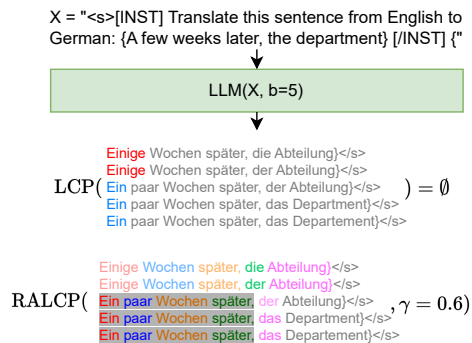 X = "<s>[INST] Translate this sentence from English to
German: {A few weeks later, the department} [/INST] {"
LLM(X, b=5)
Einige Wochen später, die Abteilung}</s>
Einige Wochen später, der Abteilung}</s>
LCP( Ein paar Wochen später, der Abteilung}</s> ) = ∅
Ein paar Wochen später, das Department}</s>
Ein paar Wochen später, das Departement}</s>
Einige Wochen später, die Abteilung}</s>
Einige Wochen später, der Abteilung}</s>
RALCP( Ein paar Wochen später, der Abteilung}</s> , γ = 0.6)
Ein paar Wochen später, das Department}</s>
Ein paar Wochen später, das Departement}</s>